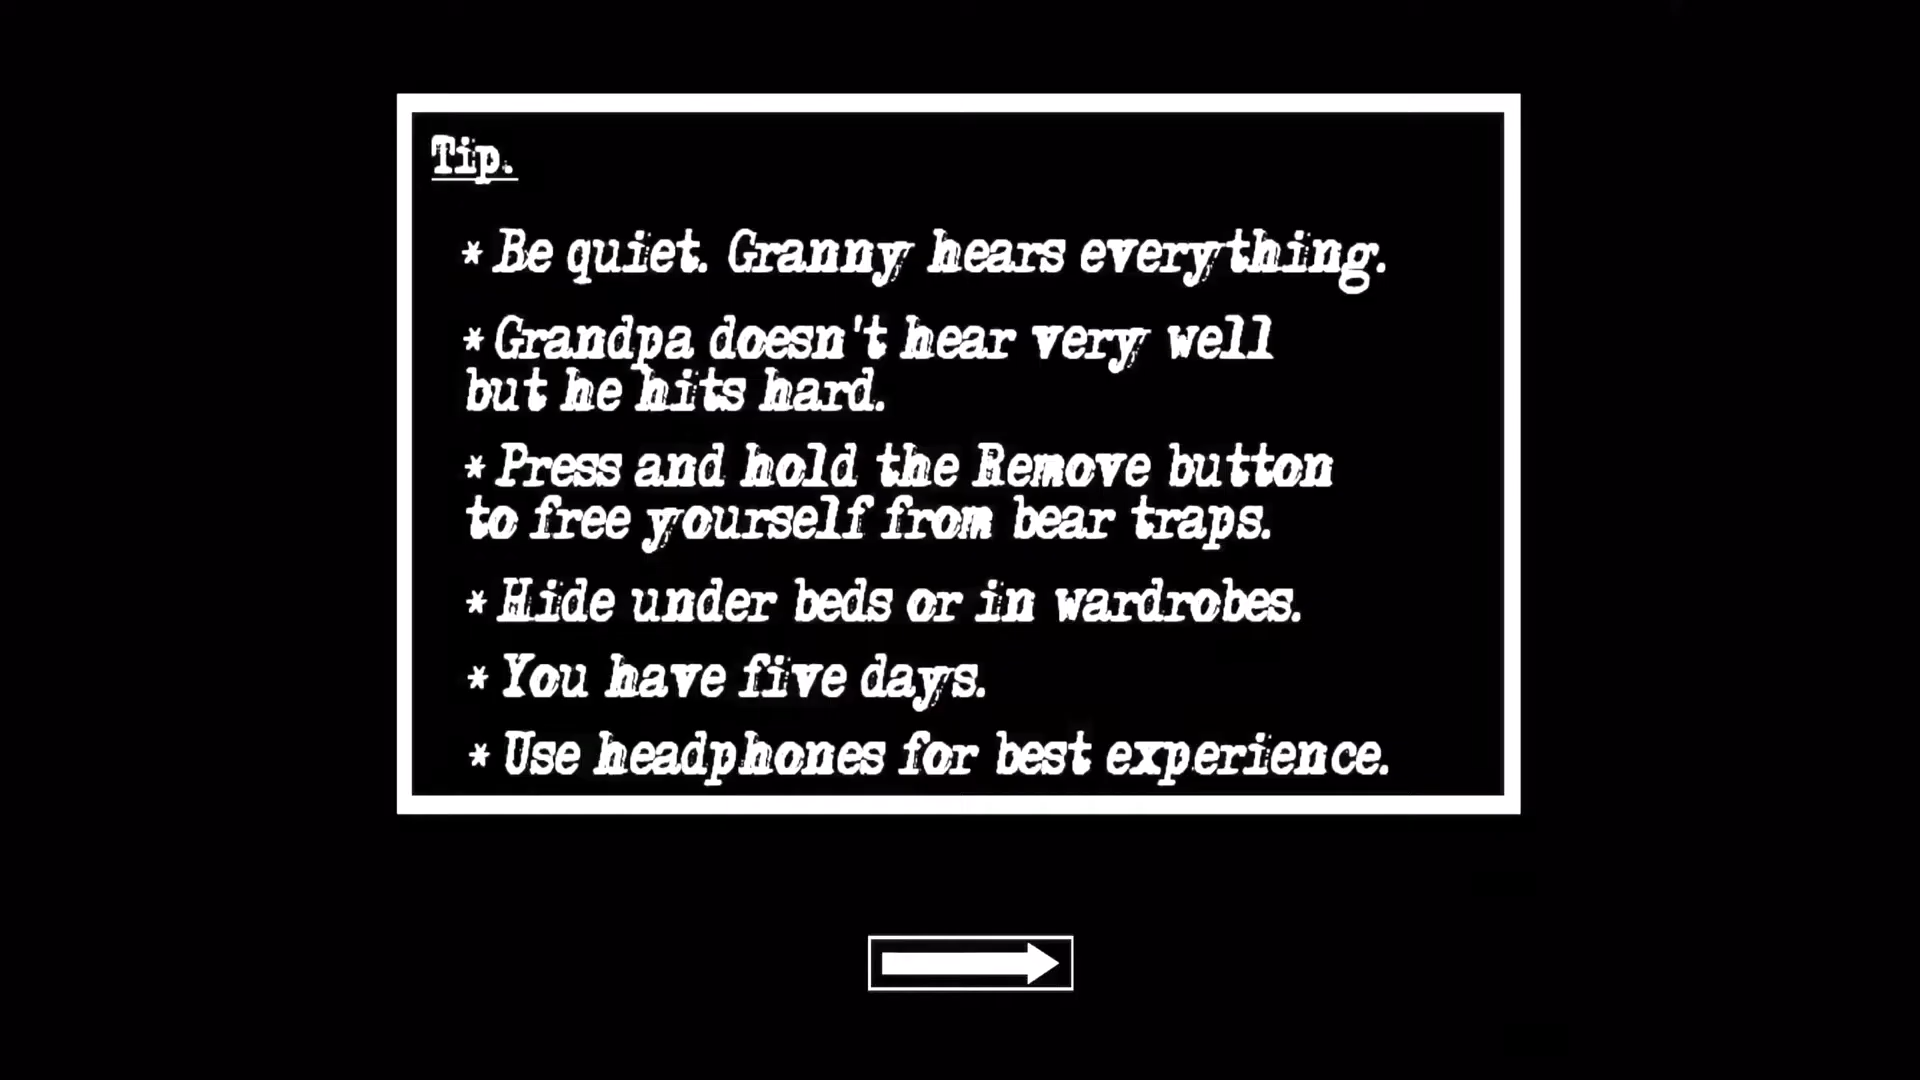 Tip.
* Be quiet. Granny hears everything.
* Grandpa doesn't hear very well
but he hits hard.
* Press and hold the Remove button
to free yourself from bear traps.
* Hide under beds or in wardrobes.
* You have five days.
* Use headphones for best experience.